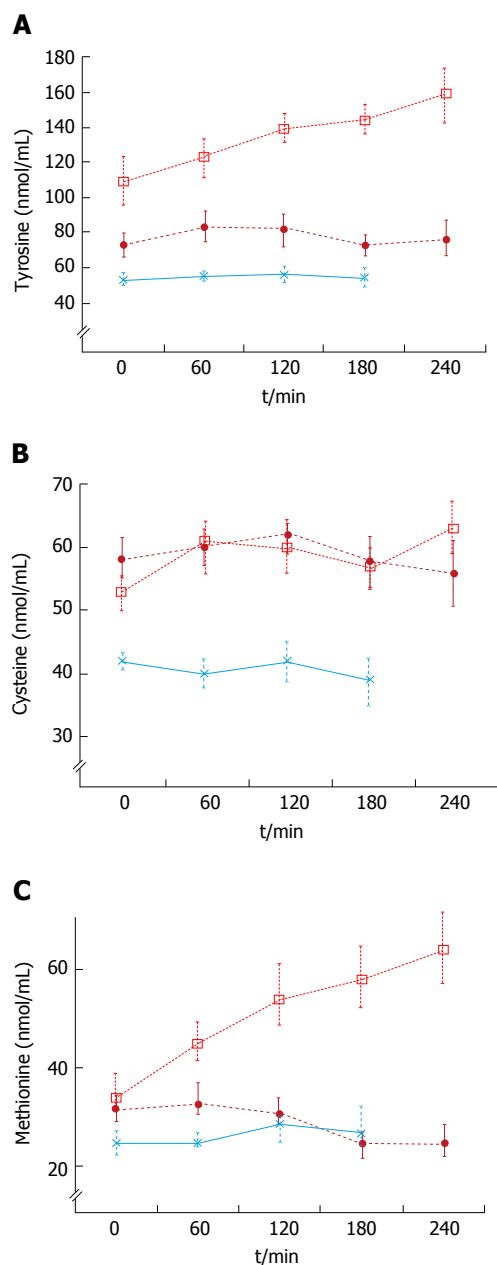 A
Tyrosine (nmol/mL)
180
160
140
120
100
80
60
40
0 60 120 180 240
t/min
B
Cysteine (nmol/mL)
70
60
50
40
30
0 60 120 180 240
t/min
C
Methionine (nmol/mL)
60
40
20
0 60 120 180 240
t/min